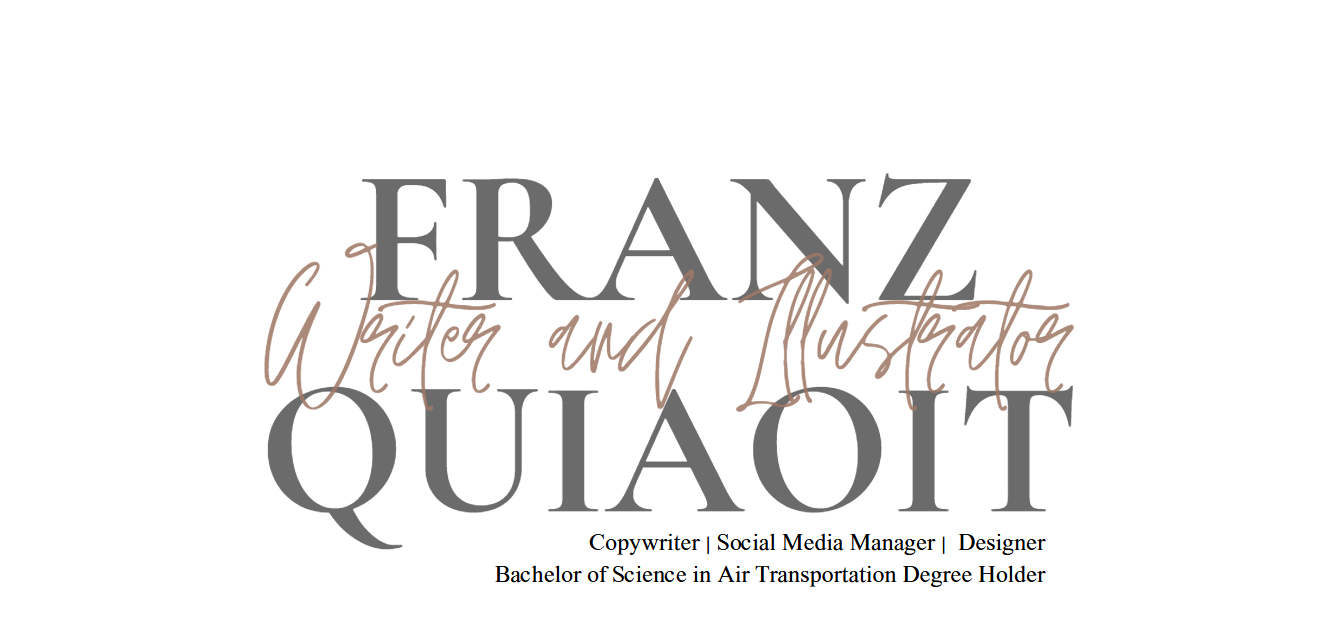 FRANZ
Writer and Illustrator
QUIAOIT
Copywriter | Social Media Manager | Designer
Bachelor of Science in Air Transportation Degree Holder